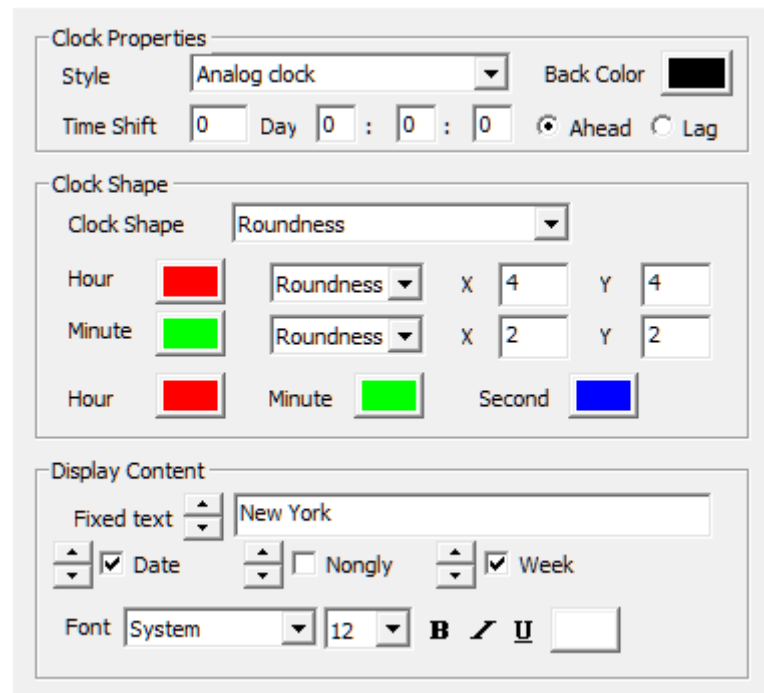 Clock Properties
Style Analog clock Back Color
Time Shift 0 Day 0 : 0 : 0 Ahead Lag
Clock Shape
Clock Shape Roundness
Hour Roundness X 4 Y 4
Minute Roundness X 2 Y 2
Hour Minute Second
Display Content
Fixed text New York
Date Nongly Week
Font System 12 B I U